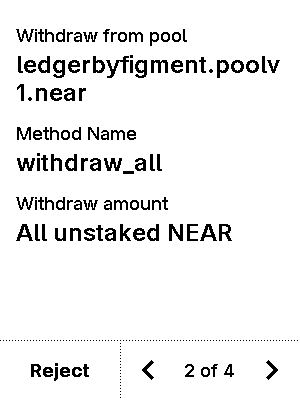 Withdraw from pool
ledgerbyfigment.poolv
1.near
Method Name
withdraw_all
Withdraw amount
All unstaked NEAR
Reject
2 of 4